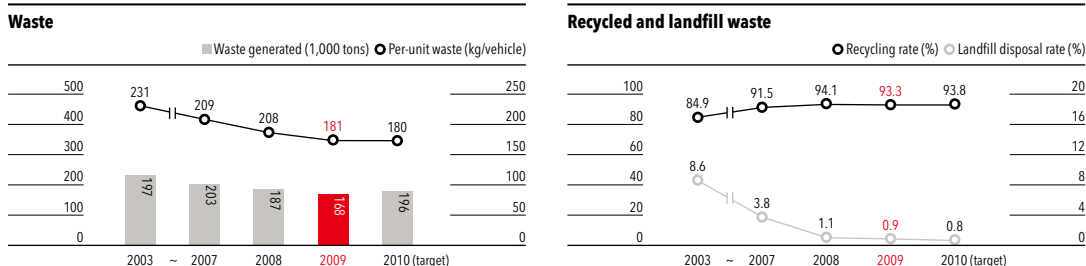 Waste
Waste generated (1,000 tons) Per-unit waste (kg/vehicle)
500 250
400 200
300 150
200 100
100 50
0 0
231 209 208 181 180
197 203 187 168 196
2003 ~ 2007 2008 2009 2010 (target)
Recycled and landfill waste
Recycling rate (%) Landfill disposal rate (%)
100 20
80 16
60 12
40 8
20 4
0 0
84.9 91.5 94.1 93.3 93.8
8.6 3.8 1.1 0.9 0.8
2003 ~ 2007 2008 2009 2010 (target)